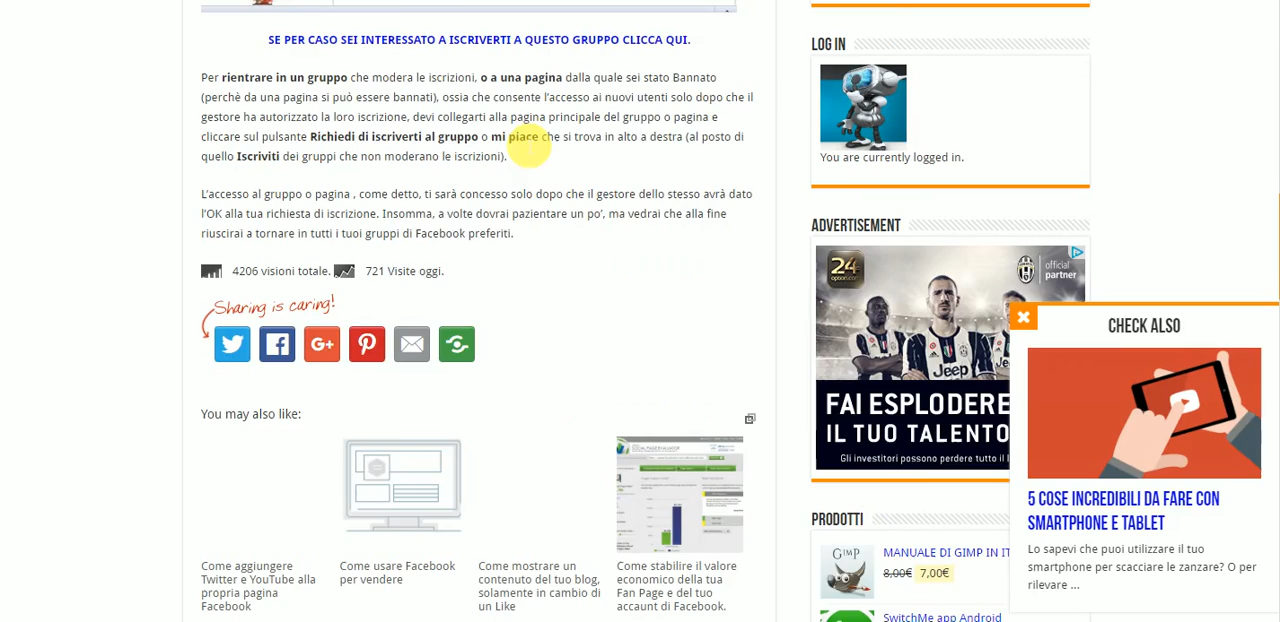 SE PER CASO SEI INTERESSATO A ISCRIVERTI A QUESTO GRUPPO CLICCA QUI.
Per rientrare in un gruppo che modera le iscrizioni, o a una pagina dalla quale sei stato Bannato
(perchè da una pagina si può essere bannati), ossia che consente l'accesso ai nuovi utenti solo dopo che il
gestore ha autorizzato la loro iscrizione, devi collegarti alla pagina principale del gruppo o pagina e
cliccare sul pulsante Richiedi di iscriverti al gruppo o mi piace che si trova in alto a destra (al posto di
quello Iscriviti dei gruppi che non moderano le iscrizioni).
L'accesso al gruppo o pagina , come detto, ti sarà concesso solo dopo che il gestore dello stesso avrà dato
l'OK alla tua richiesta di iscrizione. Insomma, a volte dovrai pazientare un po', ma vedrai che alla fine
riuscirai a tornare in tutti i tuoi gruppi di Facebook preferiti.
4206 visioni totale. 721 Visite oggi.
Sharing is caring!
G+
You may also like:
Come aggiungere
Twitter e YouTube alla
propria pagina
Facebook
Come usare Facebook
per vendere
Come mostrare un
contenuto del tuo blog,
solamente in cambio di
un Like
Come stabilire il valore
economico della tua
Fan Page e del tuo
accaunt di Facebook.
LOG IN
You are currently logged in.
ADVERTISEMENT
24
option.com
official
partner
Jeep
Jeep
FAI ESPLODERE
IL TUO TALENTO
Gli investitori possono perdere tutto il
PRODOTTI
GIMP
MANUALE DI GIMP IN IT
8,00€ 7,00€
SwitchMe app Android
CHECK ALSO
5 COSE INCREDIBILI DA FARE CON
SMARTPHONE E TABLET
Lo sapevi che puoi utilizzare il tuo
smartphone per scacciare le zanzare? O per
rilevare ...